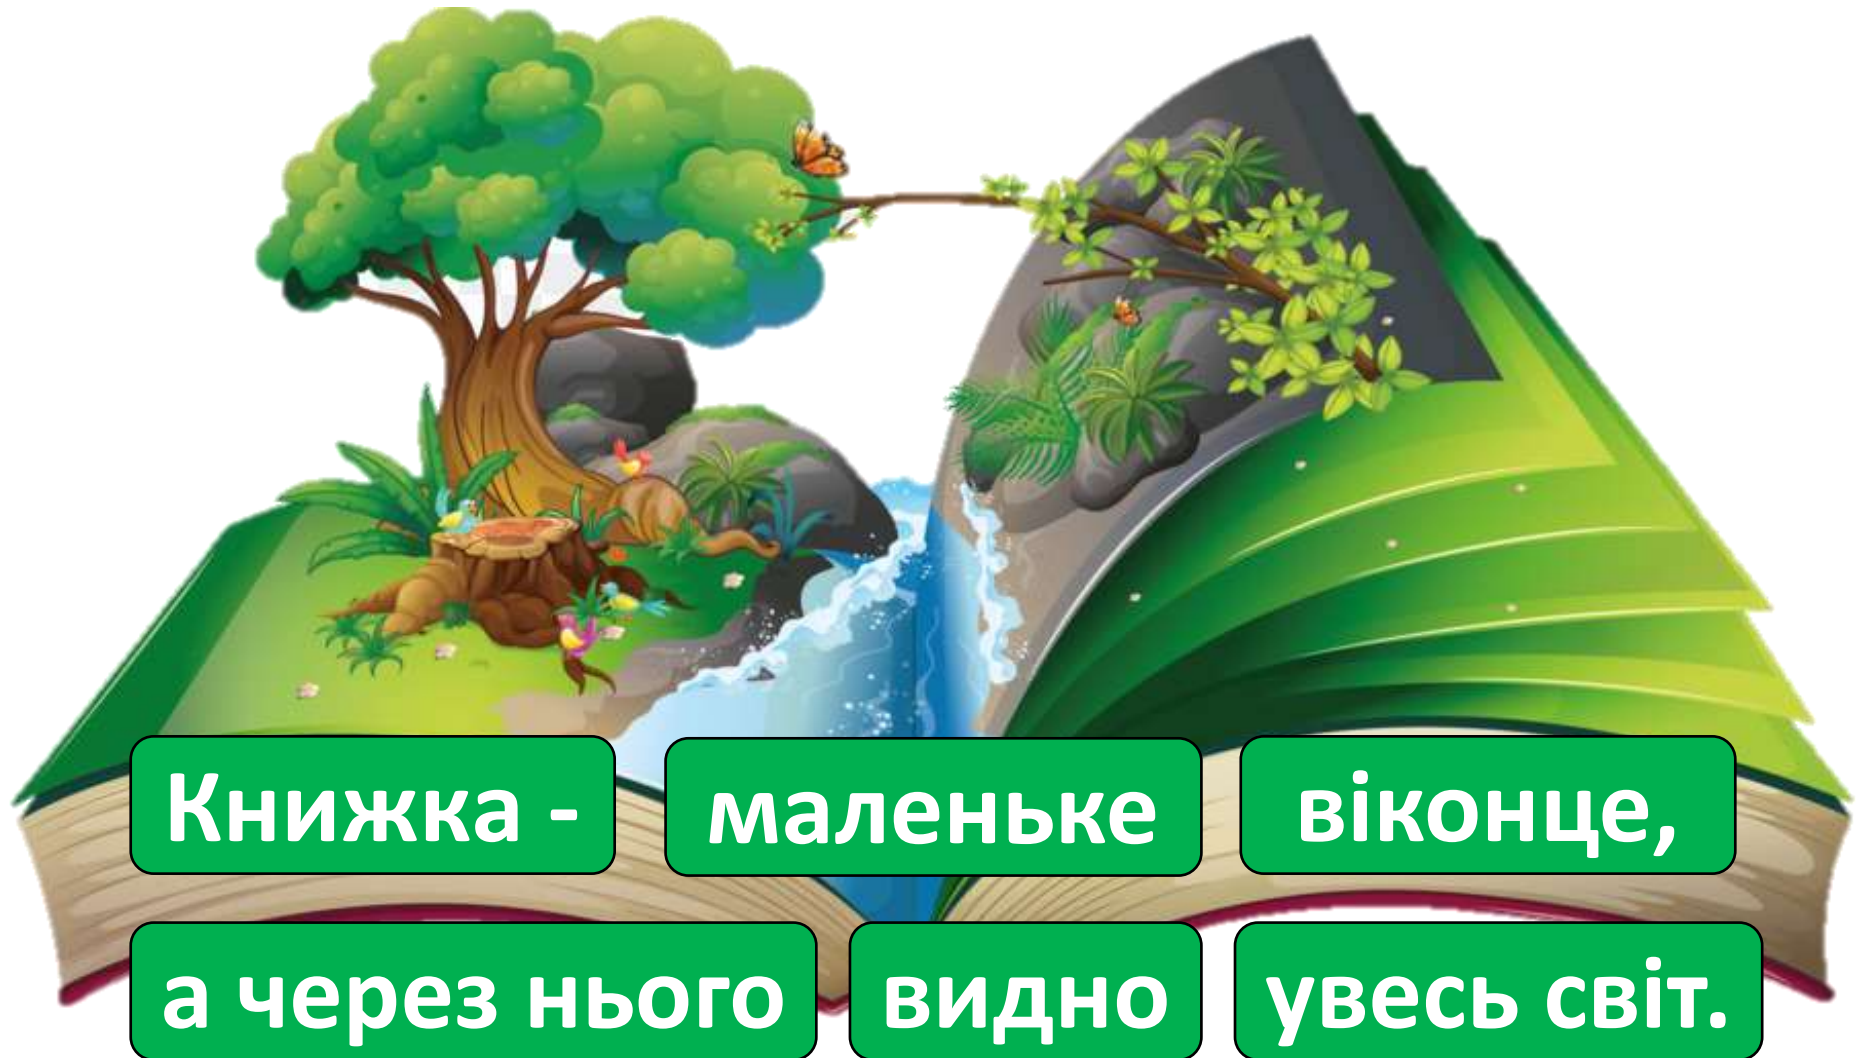 Книжка - маленьке віконце,
а через нього видно увесь світ.